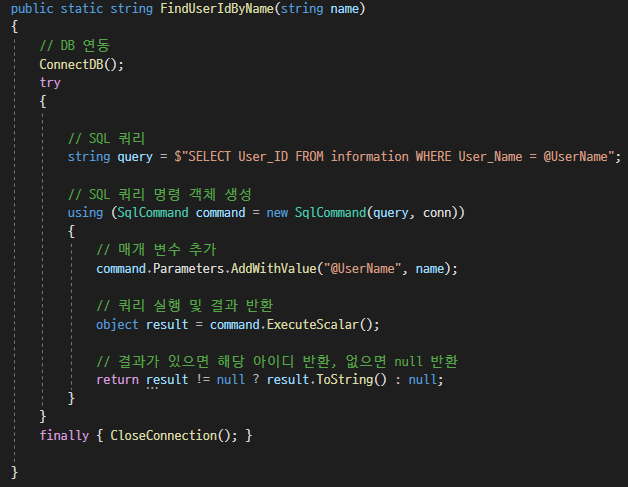 public static string FindUserIdByName(string name)
{
// DB 연동
ConnectDB();
try
{
// SQL 쿼리
string query = $"SELECT User_ID FROM information WHERE User_Name = @UserName";
// SQL 쿼리 명령 객체 생성
using (SqlCommand command = new SqlCommand(query, conn))
{
// 매개 변수 추가
command.Parameters.AddWithValue("@UserName", name);
// 쿼리 실행 및 결과 반환
object result = command.ExecuteScalar();
// 결과가 있으면 해당 아이디 반환, 없으면 null 반환
return result != null ? result.ToString() : null;
}
}
finally { CloseConnection(); }
}